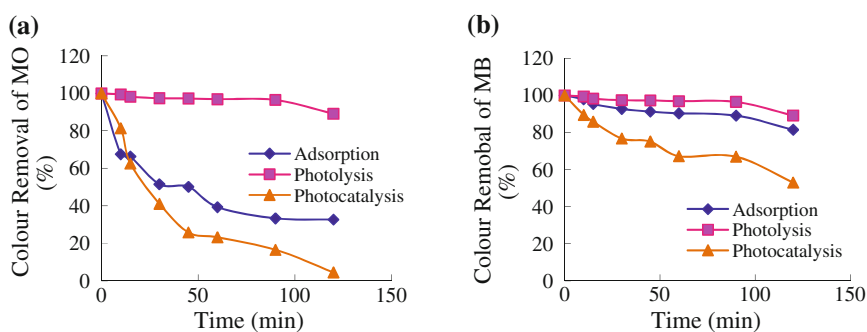 (a)
Colour Removal of MO
(%)
120
100
80
60
40
20
0
0
50
100
150
Time (min)
Adsorption
Photolysis
Photocatalysis
(b)
Colour Remobal of MB
(%)
120
100
80
60
40
20
0
0
50
100
150
Time (min)
Adsorption
Photolysis
Photocatalysis